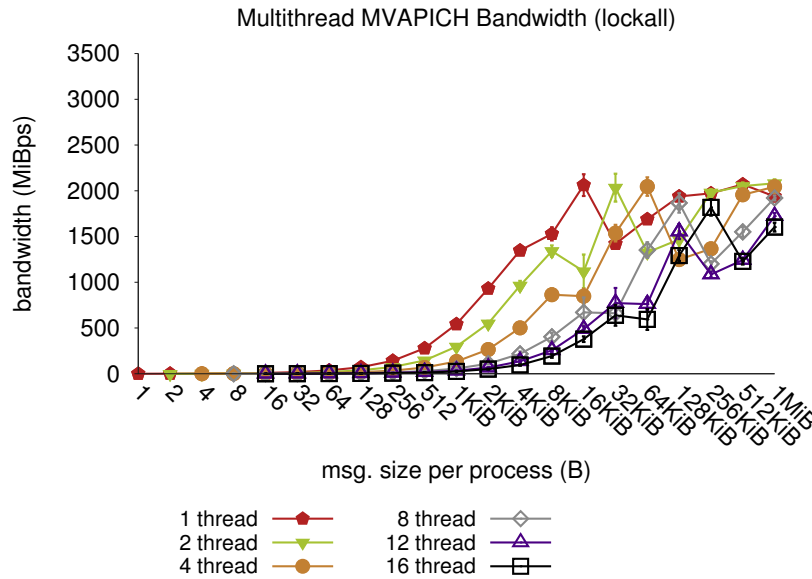 Multithread MVAPICH Bandwidth (lockall)
3500
3000
2500
2000
1500
1000
500
0
bandwidth (MiBps)
1
2
4
8
16
32
64
128
256
512
1KiB
2KiB
4KiB
8KiB
16KiB
32KiB
64KiB
128KiB
256KiB
512KiB
1MiB
msg. size per process (B)
1 thread
2 thread
4 thread
8 thread
12 thread
16 thread